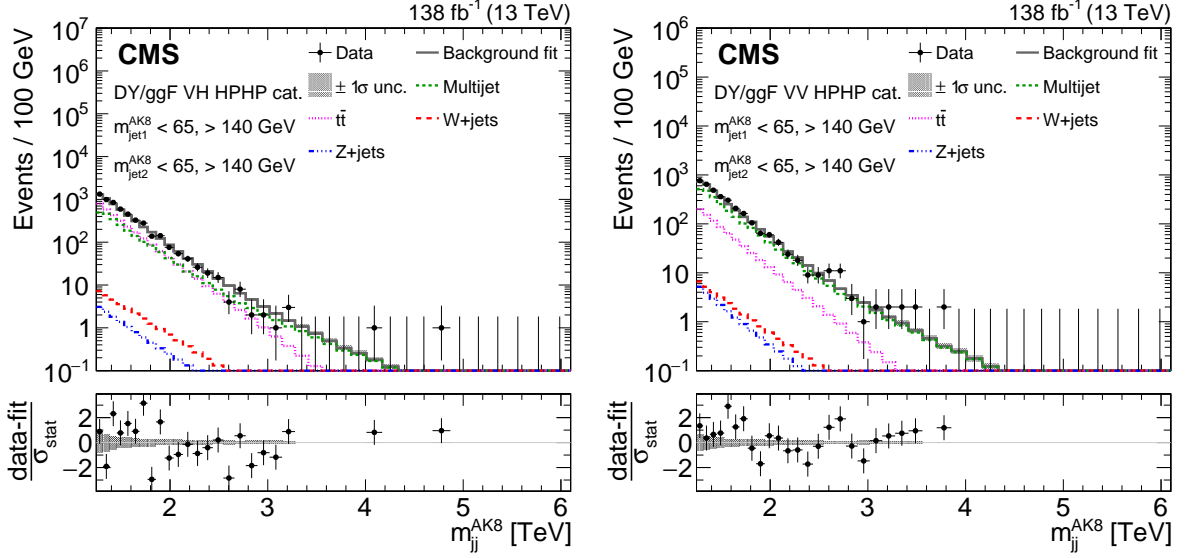 138 fb⁻¹ (13 TeV)
CMS
Data
Background fit
DY/ggF VH HPHP cat.
± 1σ unc.
Multijet
m_jet1^AK8 < 65, > 140 GeV
tt̄
W+jets
m_jet2^AK8 < 65, > 140 GeV
Z+jets
Events / 100 GeV
10⁷
10⁶
10⁵
10⁴
10³
10²
10
1
10⁻¹
data-fit
σ_stat
2
0
−2
2
3
4
5
6
m_jj^AK8 [TeV]
138 fb⁻¹ (13 TeV)
CMS
Data
Background fit
DY/ggF VV HPHP cat.
± 1σ unc.
Multijet
m_jet1^AK8 < 65, > 140 GeV
tt̄
W+jets
m_jet2^AK8 < 65, > 140 GeV
Z+jets
Events / 100 GeV
10⁶
10⁵
10⁴
10³
10²
10
1
10⁻¹
data-fit
σ_stat
2
0
−2
2
3
4
5
6
m_jj^AK8 [TeV]